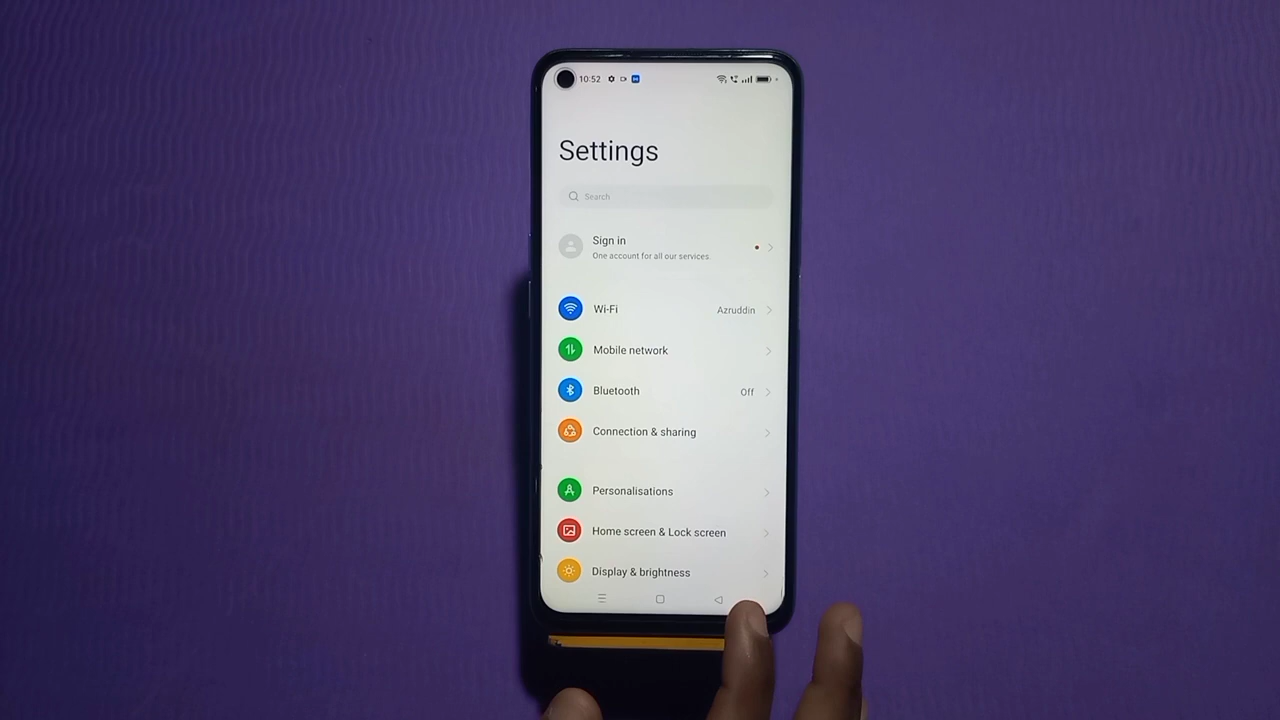 10:52
Settings
Search
Sign in
One account for all our services.
Wi-Fi Azruddin
Mobile network
Bluetooth Off
Connection & sharing
Personalisations
Home screen & Lock screen
Display & brightness